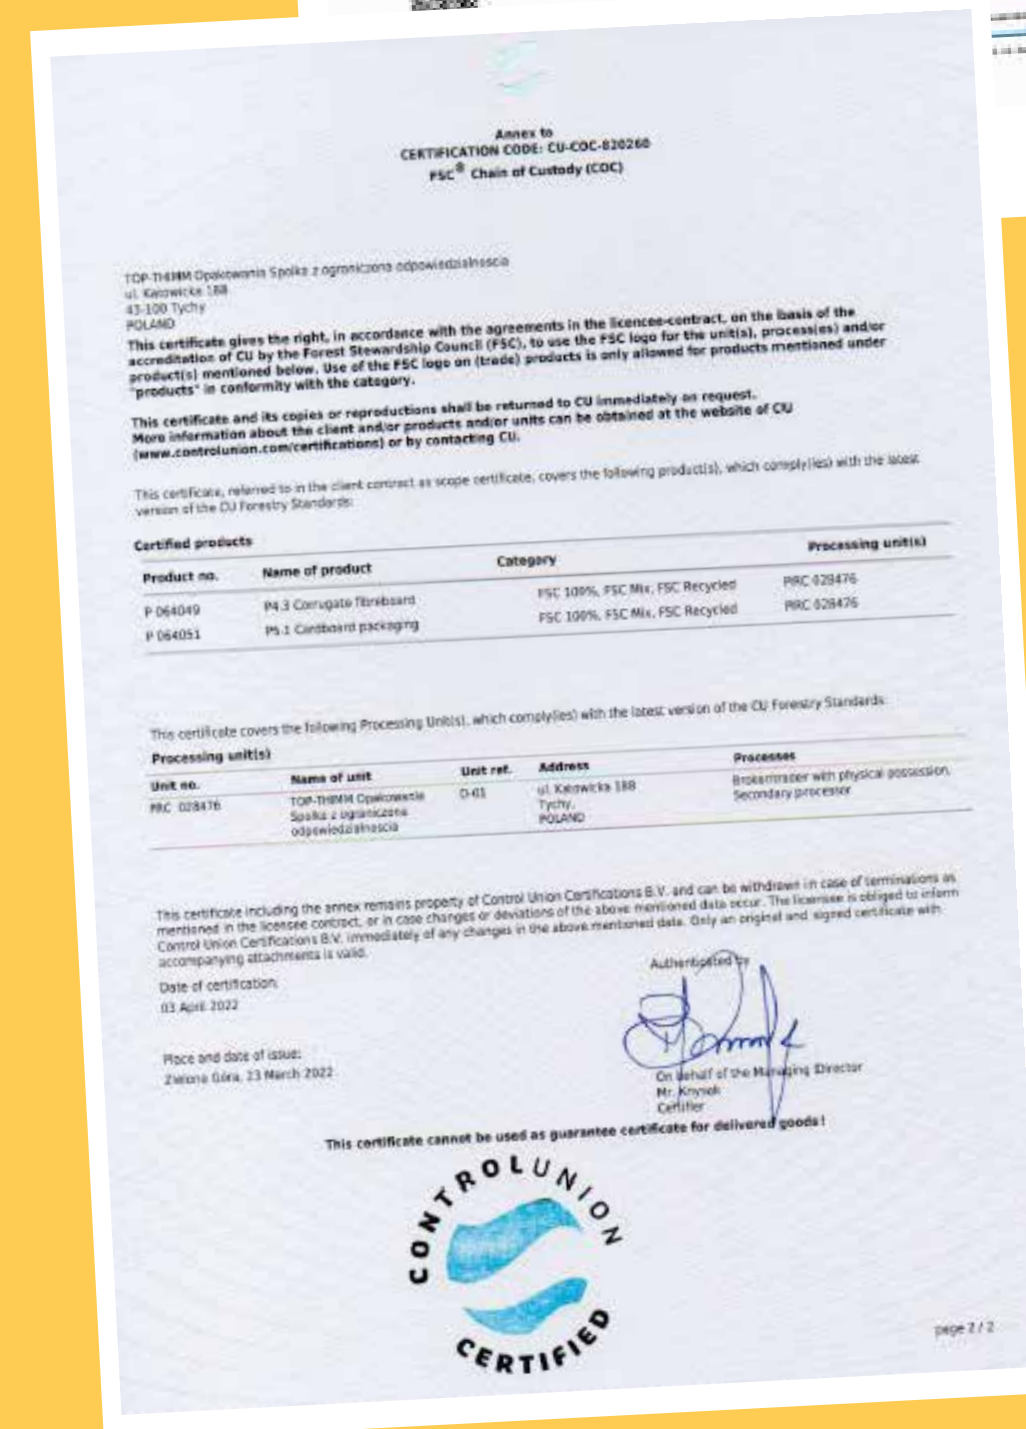 Annex to
CERTIFICATION CODE: CU-COC-820260
FSC® Chain of Custody (COC)
TOP-THIMM Opakowania Spolka z ograniczona odpowiedzialnoscia
ul. Katowicka 188
43-100 Tychy
POLAND
This certificate gives the right, in accordance with the agreements in the licencee-contract, on the basis of the
accreditation of CU by the Forest Stewardship Council (FSC), to use the FSC logo for the unit(s), process(es) and/or
product(s) mentioned below. Use of the FSC logo on (trade) products is only allowed for products mentioned under
"products" in conformity with the category.
This certificate and its copies or reproductions shall be returned to CU immediately on request.
More information about the client and/or products and/or units can be obtained at the website of CU
(www.controlunion.com/certifications) or by contacting CU.
This certificate, referred to in the client contract as scope certificate, covers the following product(s), which comply(ies) with the latest
version of the CU Forestry Standards:
Certified products
Product no. Name of product Category Processing unit(s)
P 064049 P4.3 Corrugate fibreboard FSC 100%, FSC Mix, FSC Recycled PRC 028476
P 064051 P5.1 Cardboard packaging FSC 100%, FSC Mix, FSC Recycled PRC 028476
This certificate covers the following Processing Unit(s), which comply(ies) with the latest version of the CU Forestry Standards:
Processing unit(s)
Unit no. Name of unit Unit ref. Address Processes
PRC 028476 TOP-THIMM Opakowania 0-01 ul. Katowicka 188 Broker/trader with physical possession,
Spolka z ograniczona Tychy, Secondary processor
odpowiedzialnoscia POLAND
This certificate including the annex remains property of Control Union Certifications B.V. and can be withdrawn in case of terminations as
mentioned in the licensee contract, or in case changes or deviations of the above mentioned data occur. The licensee is obliged to inform
Control Union Certifications B.V. immediately of any changes in the above mentioned data. Only an original and signed certificate with
accompanying attachments is valid.
Date of certification:
03 April 2022
Authenticated by
Place and date of issue:
Zielona Góra, 23 March 2022
On behalf of the Managing Director
Mr.
Certifier
This certificate cannot be used as guarantee certificate for delivered goods!
CONTROLUNION
CERTIFIED
page 2 / 2